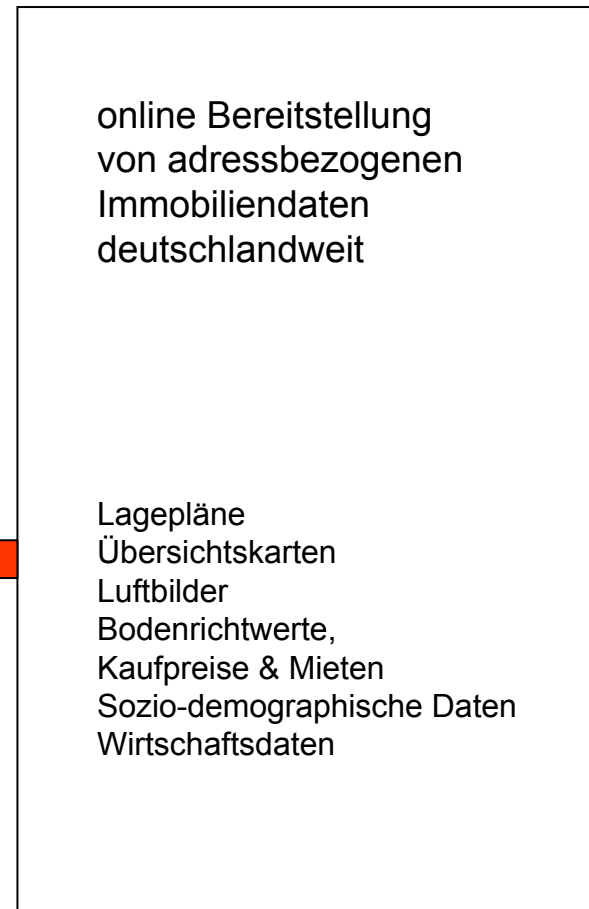 online Bereitstellung
von adressbezogenen
Immobiliendaten
deutschlandweit
Lagepläne
Übersichtskarten
Luftbilder
Bodenrichtwerte,
Kaufpreise & Mieten
Sozio-demographische Daten
Wirtschaftsdaten